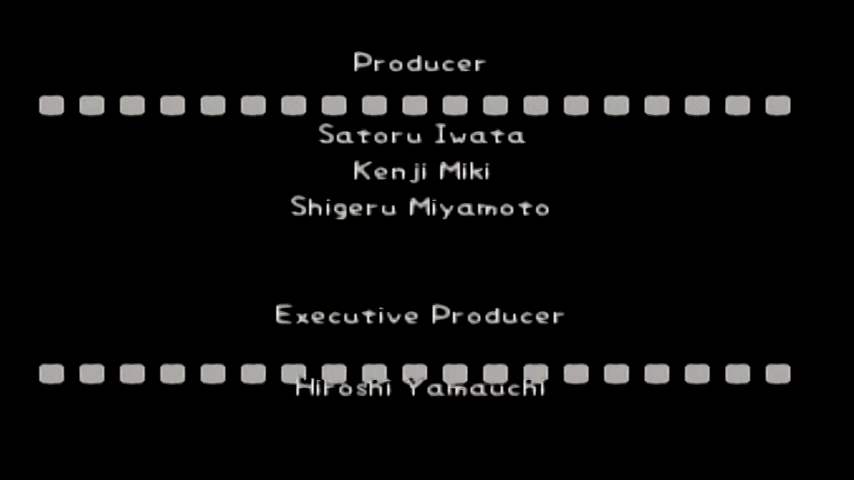 Producer
Satoru Iwata
Kenji Miki
Shigeru Miyamoto
Executive Producer
Hiroshi Yamauchi